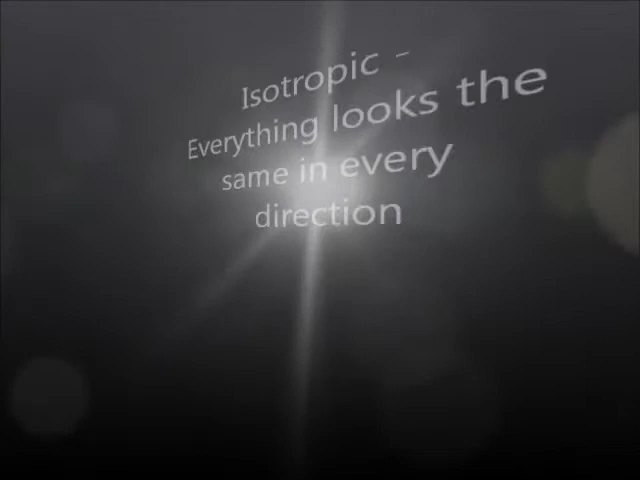 Isotropic –
Everything looks the
same in every
direction